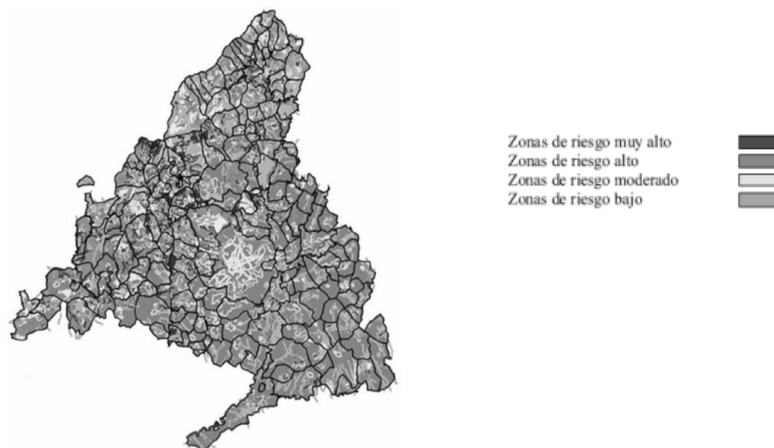 Zonas de riesgo muy alto
Zonas de riesgo alto
Zonas de riesgo moderado
Zonas de riesgo bajo